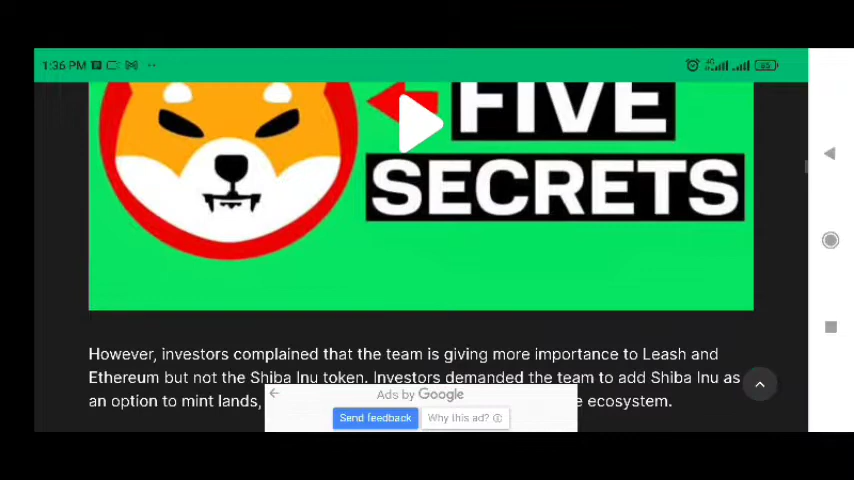 1:36 PM
FIVE
SECRETS
However, investors complained that the team is giving more importance to Leash and
Ethereum but not the Shiba Inu token. Investors demanded the team to add Shiba Inu as
an option to mint lands, e ecosystem.
Ads by Google
Send feedback Why this ad?